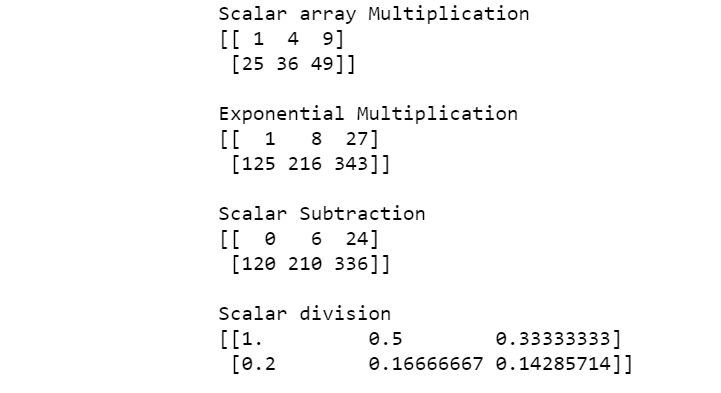 Scalar array Multiplication
[[ 1  4  9]
 [25 36 49]]

Exponential Multiplication
[[  1   8  27]
 [125 216 343]]

Scalar Subtraction
[[  0   6  24]
 [120 210 336]]

Scalar division
[[1.         0.5        0.33333333]
 [0.2        0.16666667 0.14285714]]